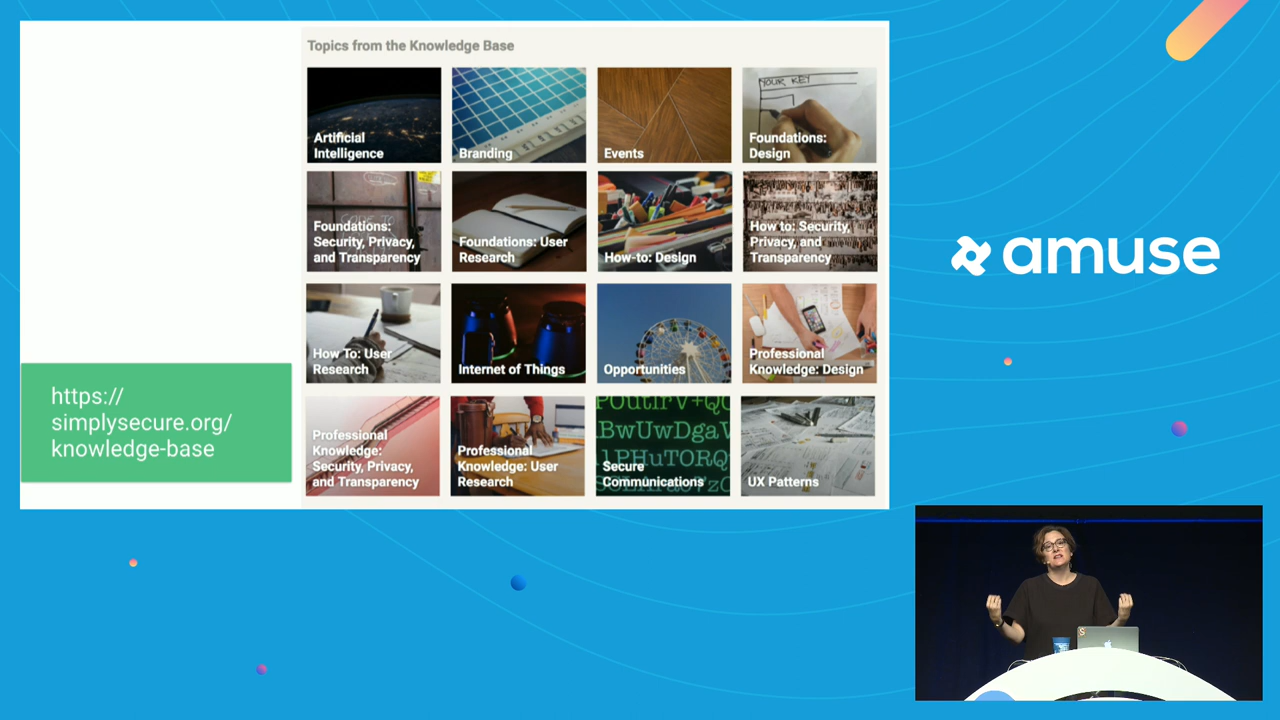 Topics from the Knowledge Base
Artificial
Intelligence
Branding
Events
YOUR KEY
Foundations:
Design
Foundations:
Security, Privacy,
and Transparency
Foundations: User
Research
How-to: Design
How to: Security,
Privacy, and
Transparency
How To: User
Research
Internet of Things
Opportunities
Professional
Knowledge: Design
Professional
Knowledge:
Security, Privacy,
and Transparency
Professional
Knowledge: User
Research
Secure
Communications
UX Patterns
https://
simplysecure.org/
knowledge-base
amuse
S